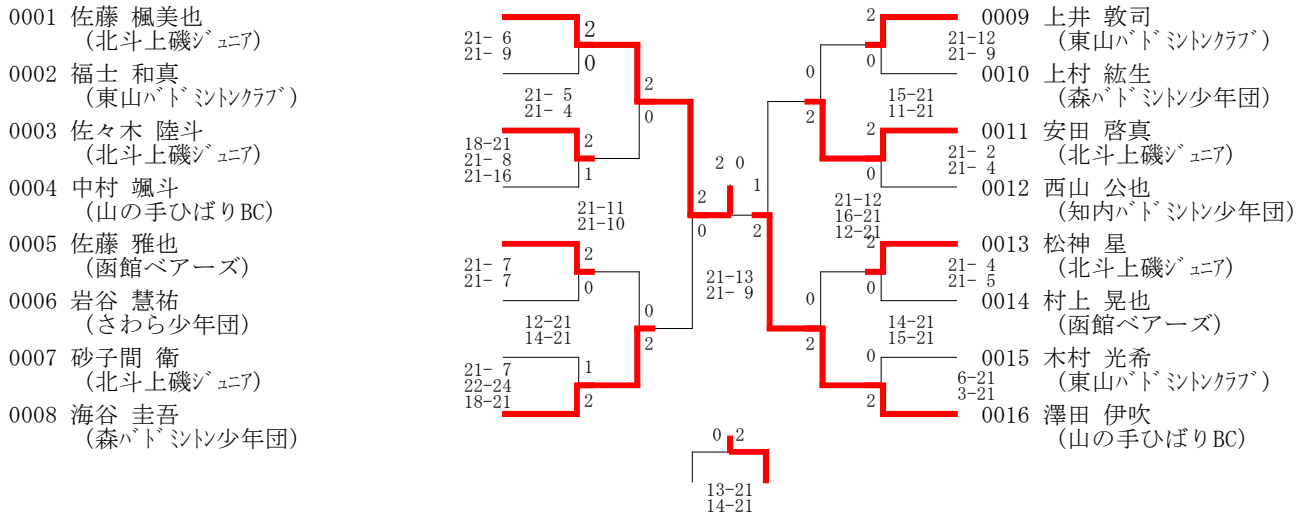 0001 佐藤 楓美也
(北斗上磯ｼﾞｭﾆｱ)
0002 福士 和真
(東山ﾊﾞﾄﾞﾐﾝﾄﾝｸﾗﾌﾞ)
0003 佐々木 陸斗
(北斗上磯ｼﾞｭﾆｱ)
0004 中村 颯斗
(山の手ひばりBC)
0005 佐藤 雅也
(函館ベアーズ)
0006 岩谷 慧祐
(さわら少年団)
0007 砂子間 衛
(北斗上磯ｼﾞｭﾆｱ)
0008 海谷 圭吾
(森ﾊﾞﾄﾞﾐﾝﾄﾝ少年団)
21- 6
21- 9
2
0
18-21
21- 8
21-16
2
1
21- 7
21- 7
2
0
21- 7
22-24
18-21
1
2
21- 5
21- 4
2
0
12-21
14-21
0
2
21-11
21-10
2
0
2 0
21-13
21- 9
1
2
21-12
16-21
12-21
0
2
15-21
11-21
0
2
14-21
15-21
2
0
21-12
21- 9
2
0
21- 2
21- 4
2
0
21- 4
21- 5
0
2
6-21
3-21
0009 上井 敦司
(東山ﾊﾞﾄﾞﾐﾝﾄﾝｸﾗﾌﾞ)
0010 上村 紘生
(森ﾊﾞﾄﾞﾐﾝﾄﾝ少年団)
0011 安田 啓真
(北斗上磯ｼﾞｭﾆｱ)
0012 西山 公也
(知内ﾊﾞﾄﾞﾐﾝﾄﾝ少年団)
0013 松神 星
(北斗上磯ｼﾞｭﾆｱ)
0014 村上 晃也
(函館ベアーズ)
0015 木村 光希
(東山ﾊﾞﾄﾞﾐﾝﾄﾝｸﾗﾌﾞ)
0016 澤田 伊吹
(山の手ひばりBC)
0 2
13-21
14-21